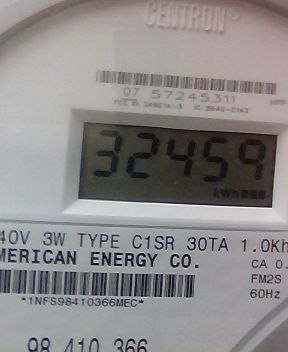 CENTRON®
07 57245311
32459
kWh
40V 3W TYPE C1SR 30TA 1.0Kh
MERICAN ENERGY CO.
CA 0.
FM2S
60Hz
*1NFS98410366MEC*
98 410 366